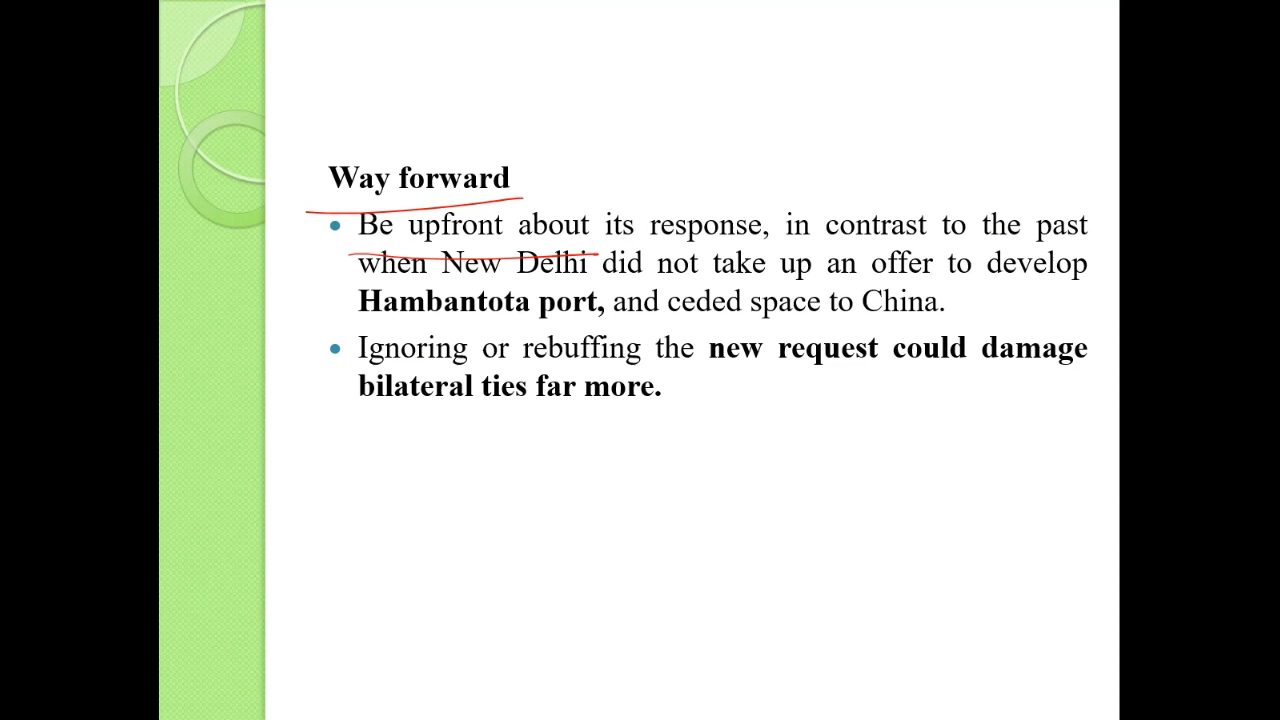 Way forward
Be upfront about its response, in contrast to the past
when New Delhi did not take up an offer to develop
Hambantota port, and ceded space to China.
Ignoring or rebuffing the new request could damage
bilateral ties far more.